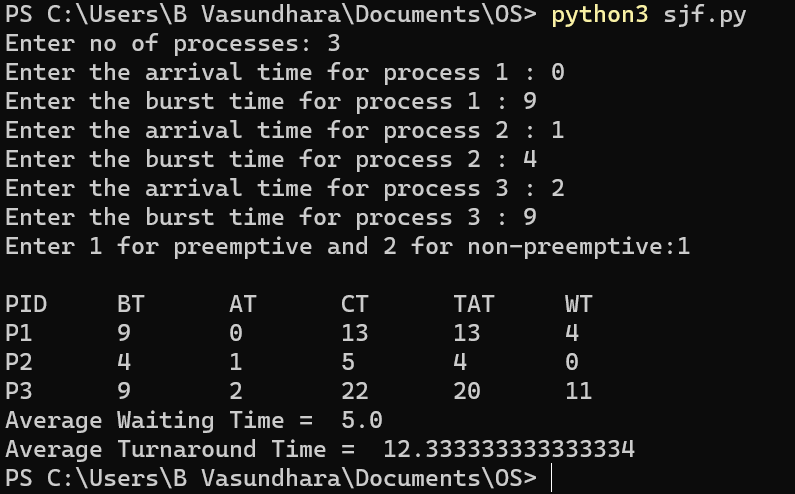 PS C:\Users\B Vasundhara\Documents\OS> python3 sjf.py
Enter no of processes: 3
Enter the arrival time for process 1 : 0
Enter the burst time for process 1 : 9
Enter the arrival time for process 2 : 1
Enter the burst time for process 2 : 4
Enter the arrival time for process 3 : 2
Enter the burst time for process 3 : 9
Enter 1 for preemptive and 2 for non-preemptive:1
PID BT AT CT TAT WT
P1 9 0 13 13 4
P2 4 1 5 4 0
P3 9 2 22 20 11
Average Waiting Time =  5.0
Average Turnaround Time =  12.333333333333334
PS C:\Users\B Vasundhara\Documents\OS>